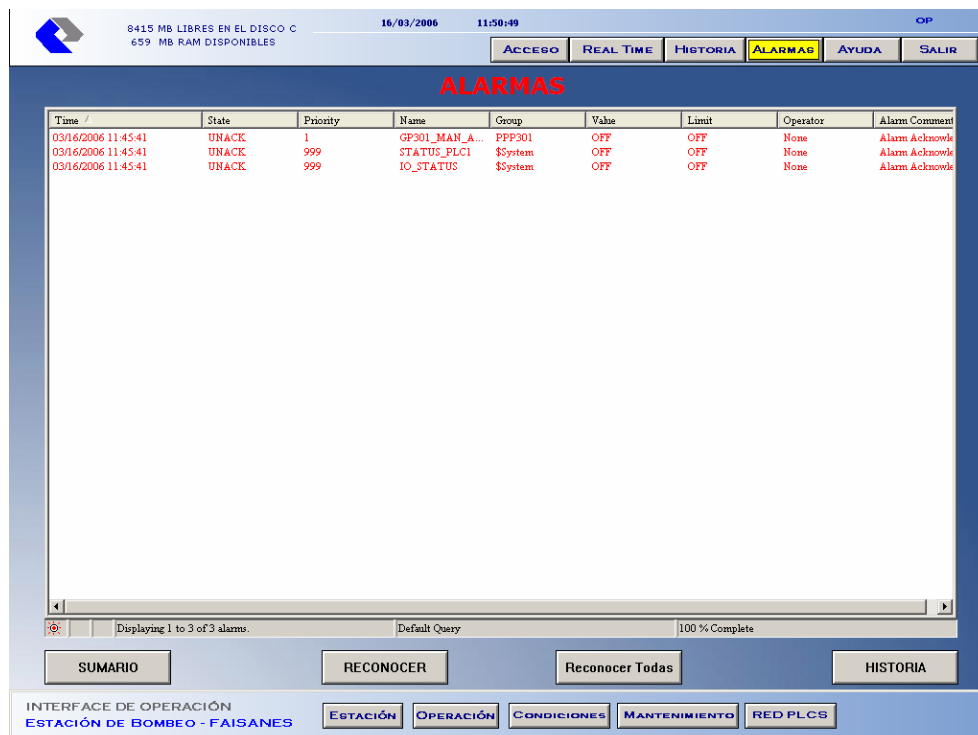 8415 MB LIBRES EN EL DISCO C
659 MB RAM DISPONIBLES
16/03/2006 11:50:49
OP
ACCESO REAL TIME HISTORIA ALARMAS AYUDA SALIR
ALARMAS
Time State Priority Name Group Value Limit Operator Alarm Comment
03/16/2006 11:45:41 UNACK 1 GP301_MAN_A... PPP301 OFF OFF None Alarm Acknowle
03/16/2006 11:45:41 UNACK 999 STATUS_PLC1 $System OFF OFF None Alarm Acknowle
03/16/2006 11:45:41 UNACK 999 IO_STATUS $System OFF OFF None Alarm Acknowle
Displaying 1 to 3 of 3 alarms. Default Query 100 % Complete
SUMARIO RECONOCER Reconocer Todas HISTORIA
INTERFACE DE OPERACIÓN
ESTACIÓN DE BOMBEO - FAISANES
ESTACIÓN OPERACIÓN CONDICIONES MANTENIMIENTO RED PLCS